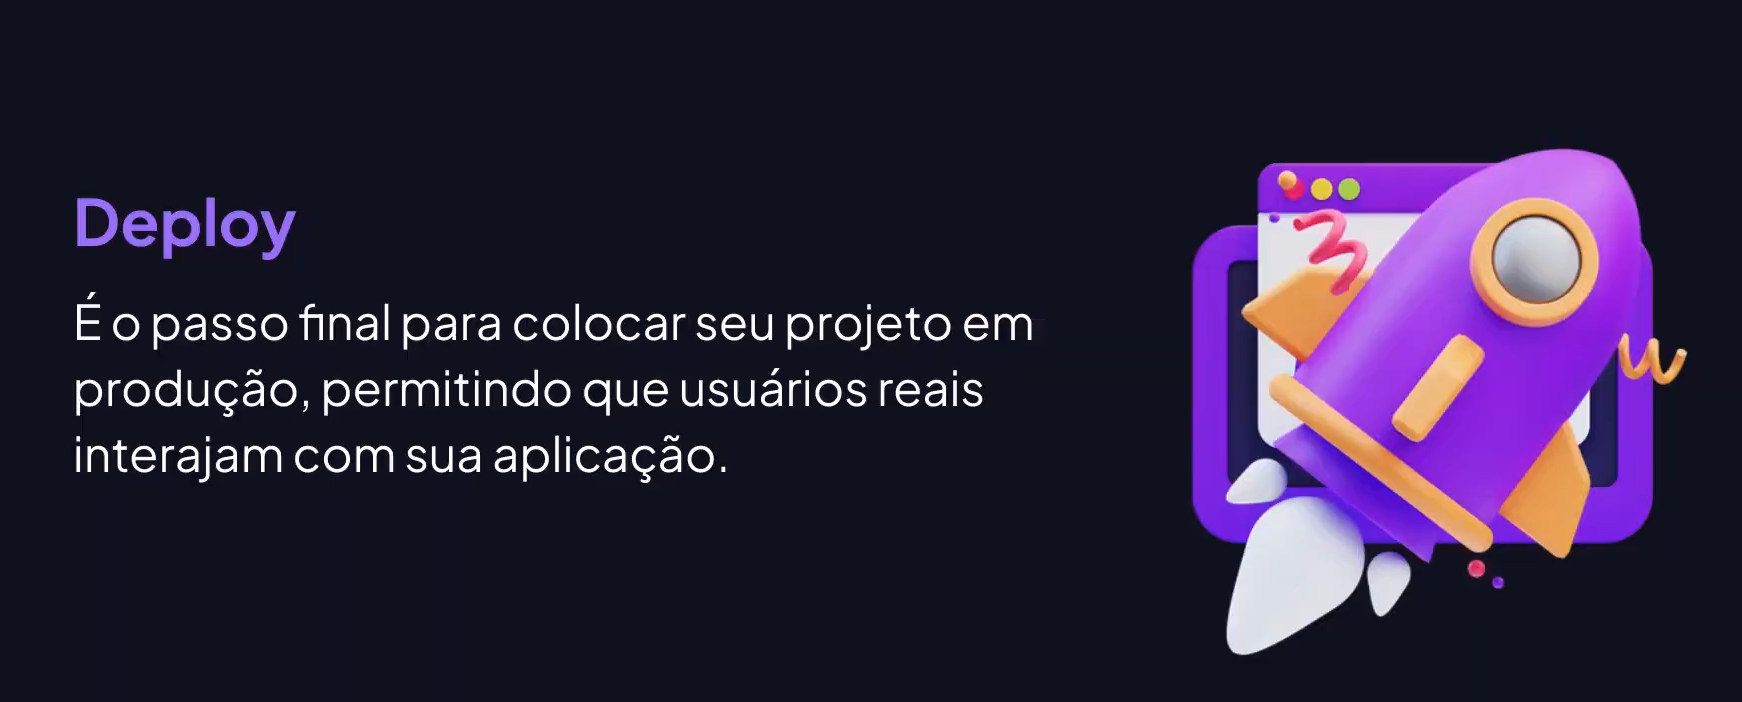 Deploy
É o passo final para colocar seu projeto em
produção, permitindo que usuários reais
interajam com sua aplicação.